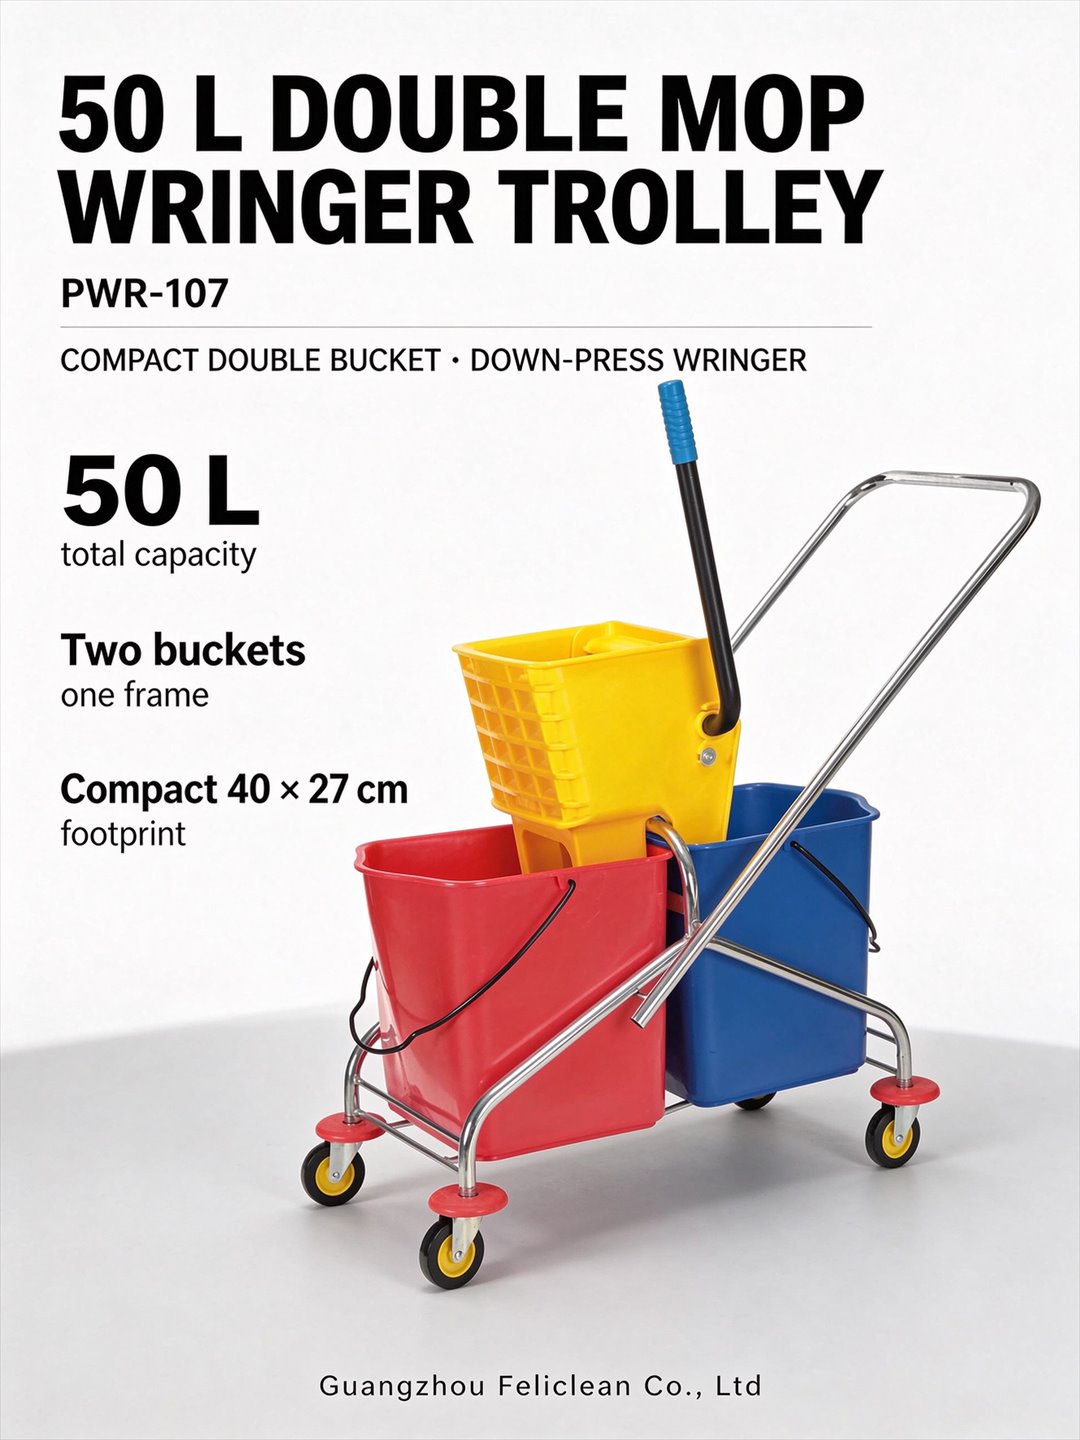 50 L DOUBLE MOP
WRINGER TROLLEY
PWR-107
COMPACT DOUBLE BUCKET • DOWN-PRESS WRINGER
50 L
total capacity
Two buckets
one frame
Compact 40 × 27 cm
footprint
Guangzhou Feliclean Co., Ltd